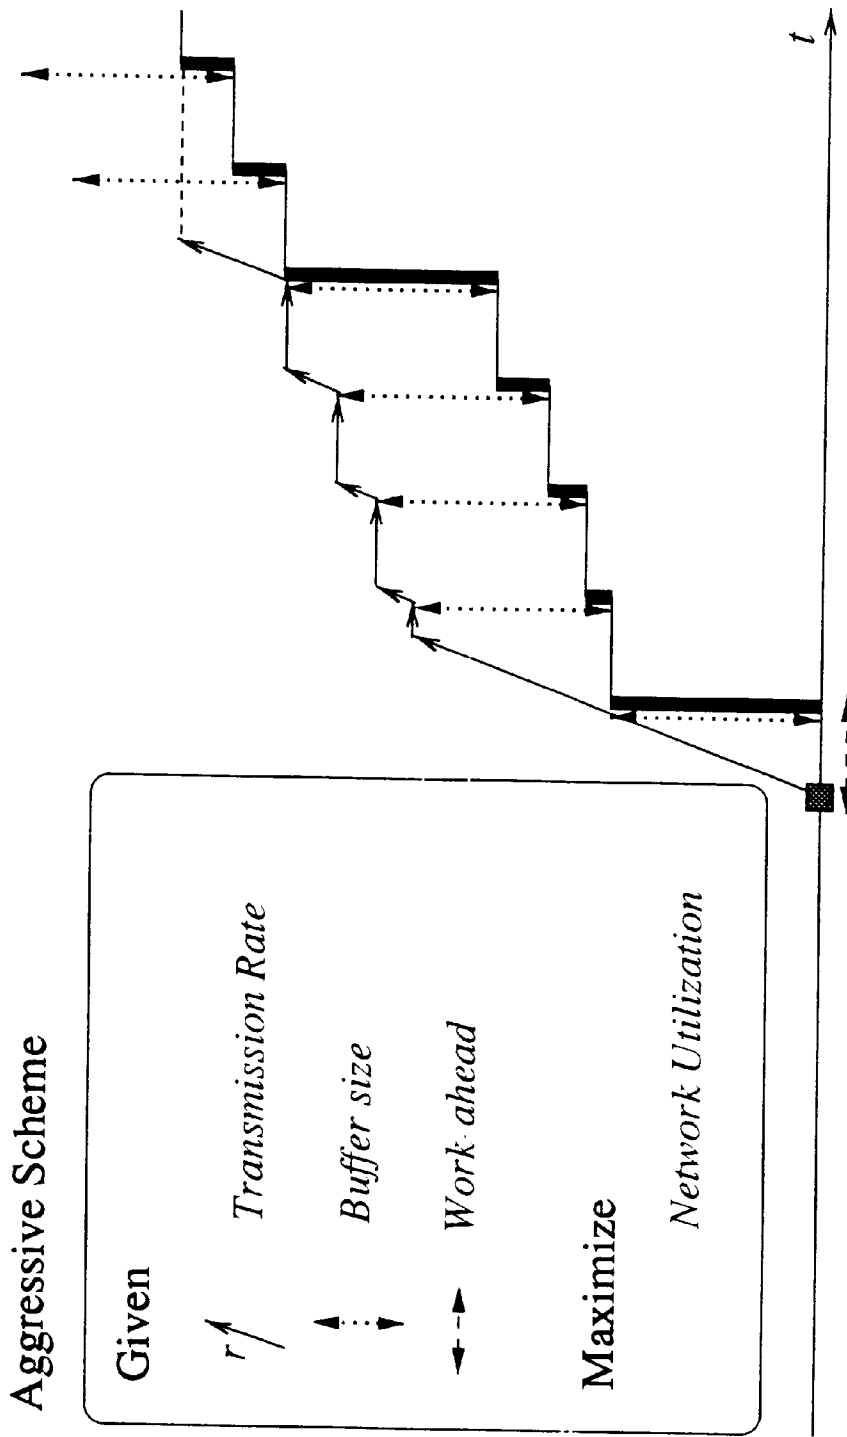 Aggressive Scheme
Given
r
Transmission Rate
Buffer size
Work-ahead
Maximize
Network Utilization
t